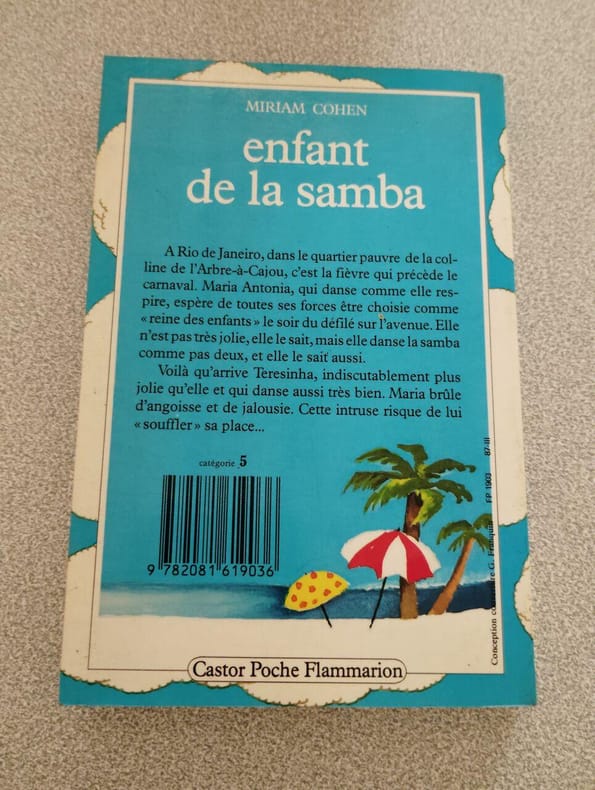 MIRIAM COHEN
enfant
de la samba
A Rio de Janeiro, dans le quartier pauvre de la col-
line de l'Arbre-à-Cajou, c'est la fièvre qui précède le
carnaval. Maria Antonia, qui danse comme elle res-
pire, espère de toutes ses forces être choisie comme
« reine des enfants » le soir du défilé sur l'avenue. Elle
n'est pas très jolie, elle le sait, mais elle danse la samba
comme pas deux, et elle le sait aussi.
Voilà qu'arrive Teresinha, indiscutablement plus
jolie qu'elle et qui danse aussi très bien. Maria brûle
d'angoisse et de jalousie. Cette intruse risque de lui
« souffler » sa place...
catégorie 5
9 782081 619036
Conception G. FP 1903 87-III
Castor Poche Flammarion